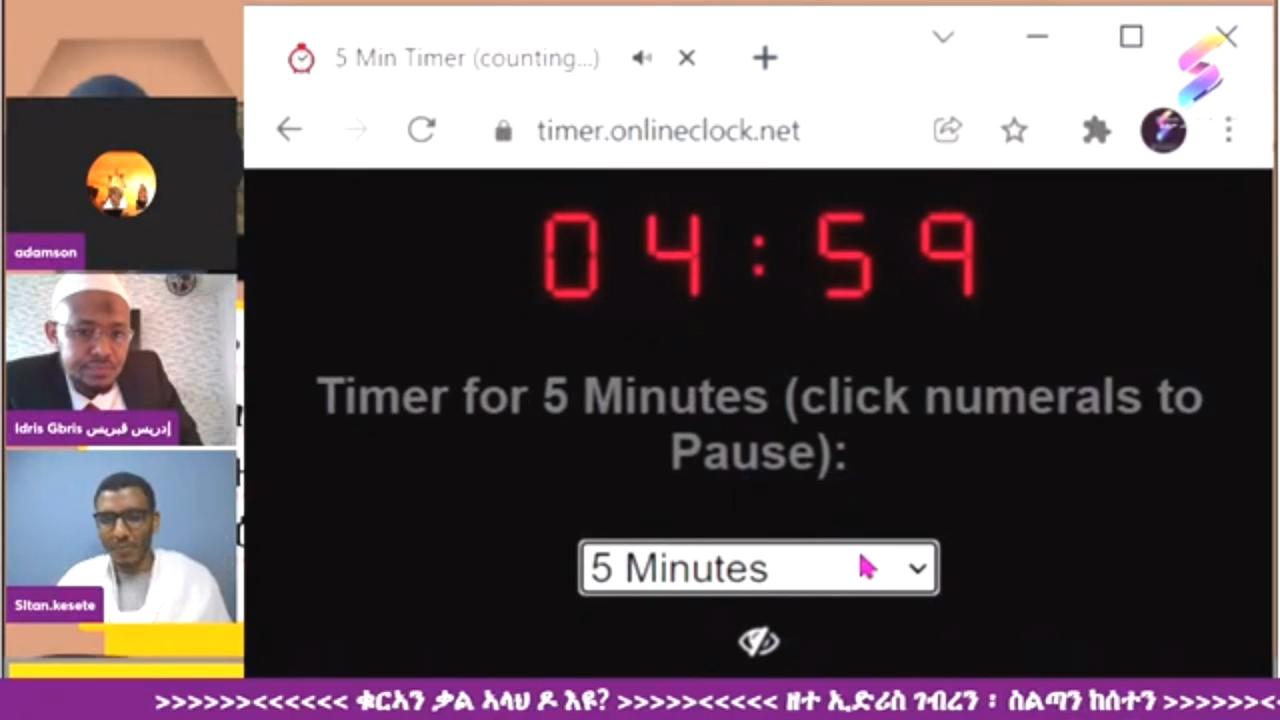 5 Min Timer (counting...)
timer.onlineclock.net
04:59
Timer for 5 Minutes (click numerals to
Pause):
5 Minutes
adamson
Idris Gbris إدريس قبريس
Sltan.kesete
>>>>>><<<<<< ቁርኣን ቃል ኣላህ ዶ እዩ? >>>>>><<<<< ዘተ ኢድሪስ ገብረን ፡ ስልጣን ከሰተን >>>>>><